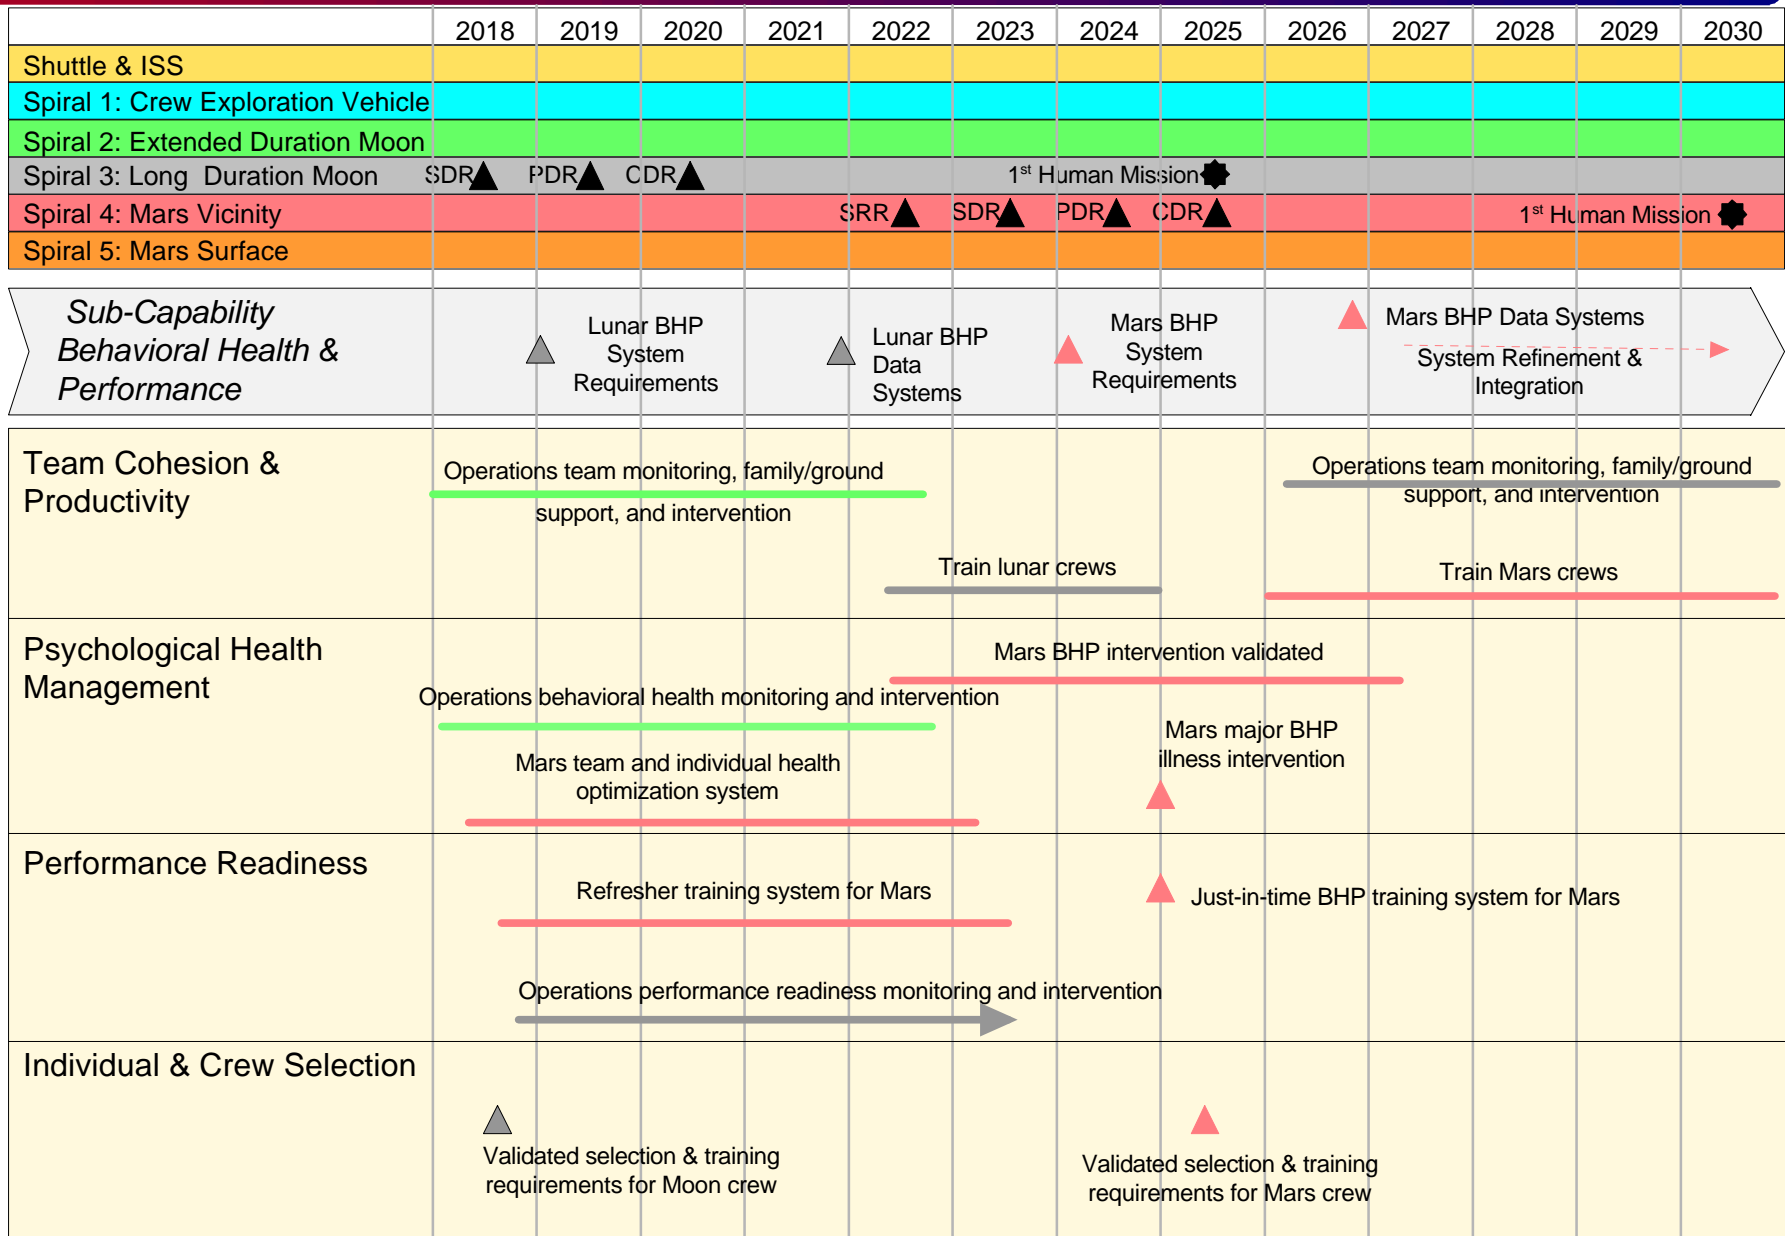 2018 2019 2020 2021 2022 2023 2024 2025 2026 2027 2028 2029 2030
Shuttle & ISS
Spiral 1: Crew Exploration Vehicle
Spiral 2: Extended Duration Moon
Spiral 3: Long Duration Moon SDR PDR CDR 1st Human Mission
Spiral 4: Mars Vicinity SRR SDR PDR CDR 1st Human Mission
Spiral 5: Mars Surface
Sub-Capability
Behavioral Health &
Performance
Lunar BHP
System
Requirements
Lunar BHP
Data
Systems
Mars BHP
System
Requirements
Mars BHP Data Systems
System Refinement &
Integration
Team Cohesion &
Productivity
Operations team monitoring, family/ground
support, and intervention
Operations team monitoring, family/ground
support, and intervention
Train lunar crews
Train Mars crews
Psychological Health
Management
Mars BHP intervention validated
Operations behavioral health monitoring and intervention
Mars major BHP
illness intervention
Mars team and individual health
optimization system
Performance Readiness
Refresher training system for Mars
Just-in-time BHP training system for Mars
Operations performance readiness monitoring and intervention
Individual & Crew Selection
Validated selection & training
requirements for Moon crew
Validated selection & training
requirements for Mars crew